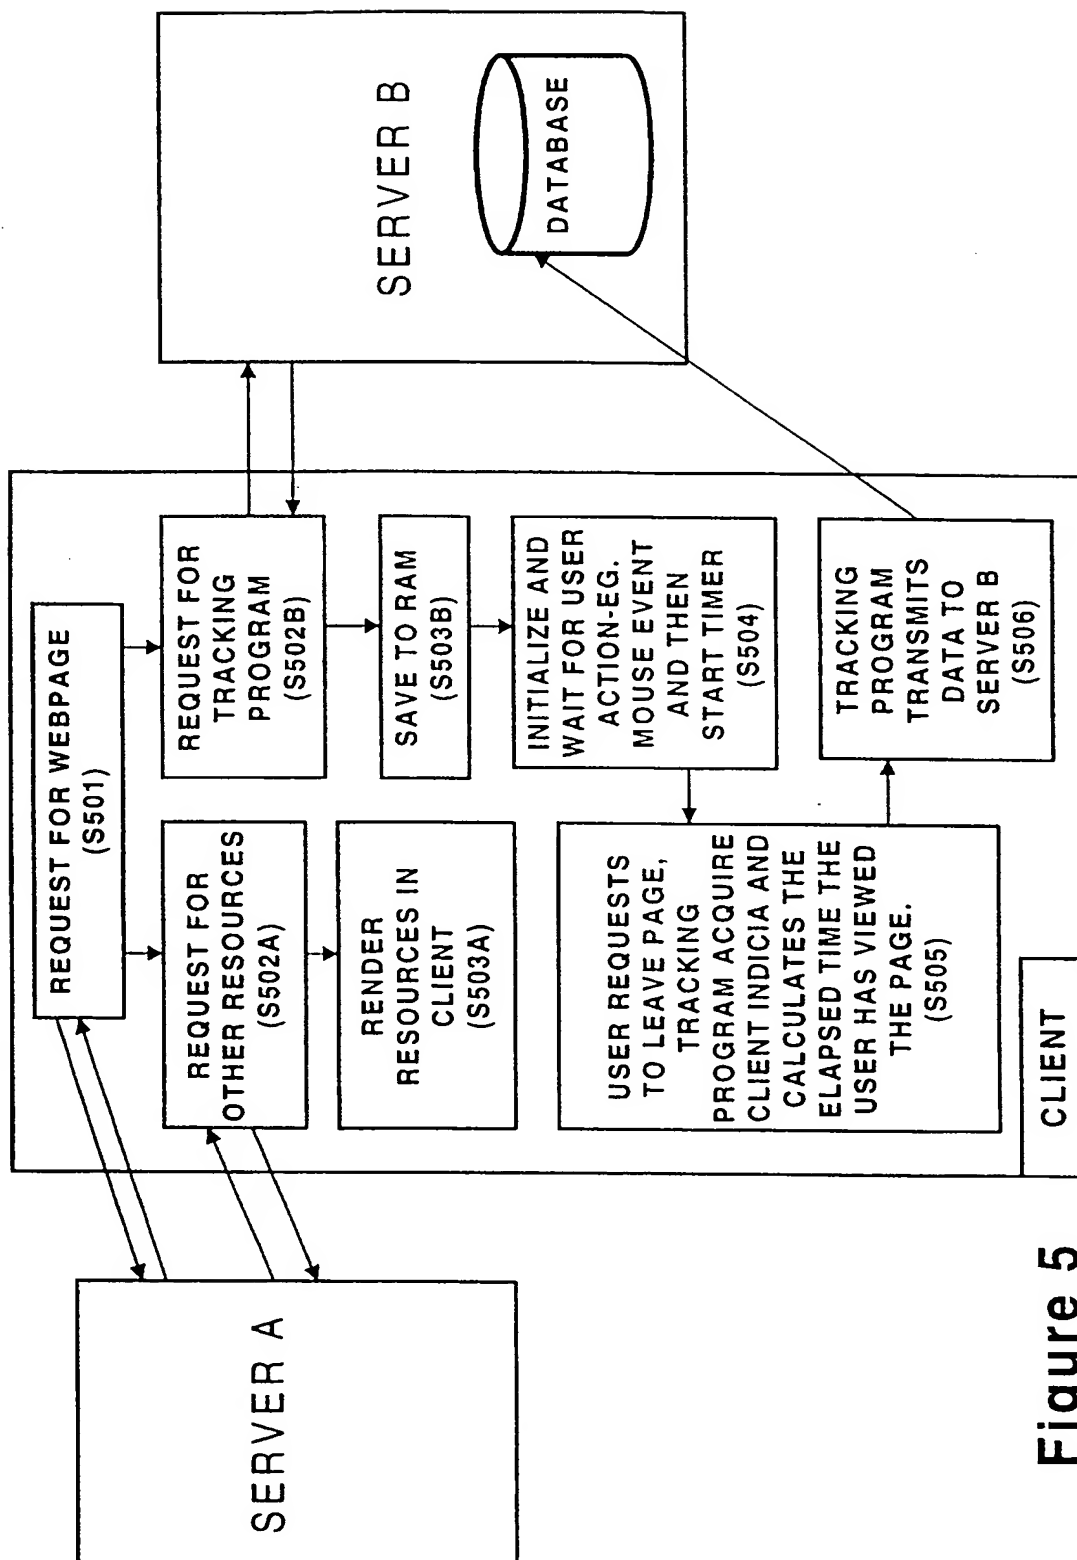 SERVER A
REQUEST FOR WEBPAGE
(S501)
REQUEST FOR
OTHER RESOURCES
(S502A)
RENDER
RESOURCES IN
CLIENT
(S503A)
REQUEST FOR
TRACKING
PROGRAM
(S502B)
SAVE TO RAM
(S503B)
INITIALIZE AND
WAIT FOR USER
ACTION-EG.
MOUSE EVENT
AND THEN
START TIMER
(S504)
USER REQUESTS
TO LEAVE PAGE,
TRACKING
PROGRAM ACQUIRE
CLIENT INDICIA AND
CALCULATES THE
ELAPSED TIME THE
USER HAS VIEWED
THE PAGE.
(S505)
TRACKING
PROGRAM
TRANSMITS
DATA TO
SERVER B
(S506)
CLIENT
SERVER B
DATABASE
Figure 5